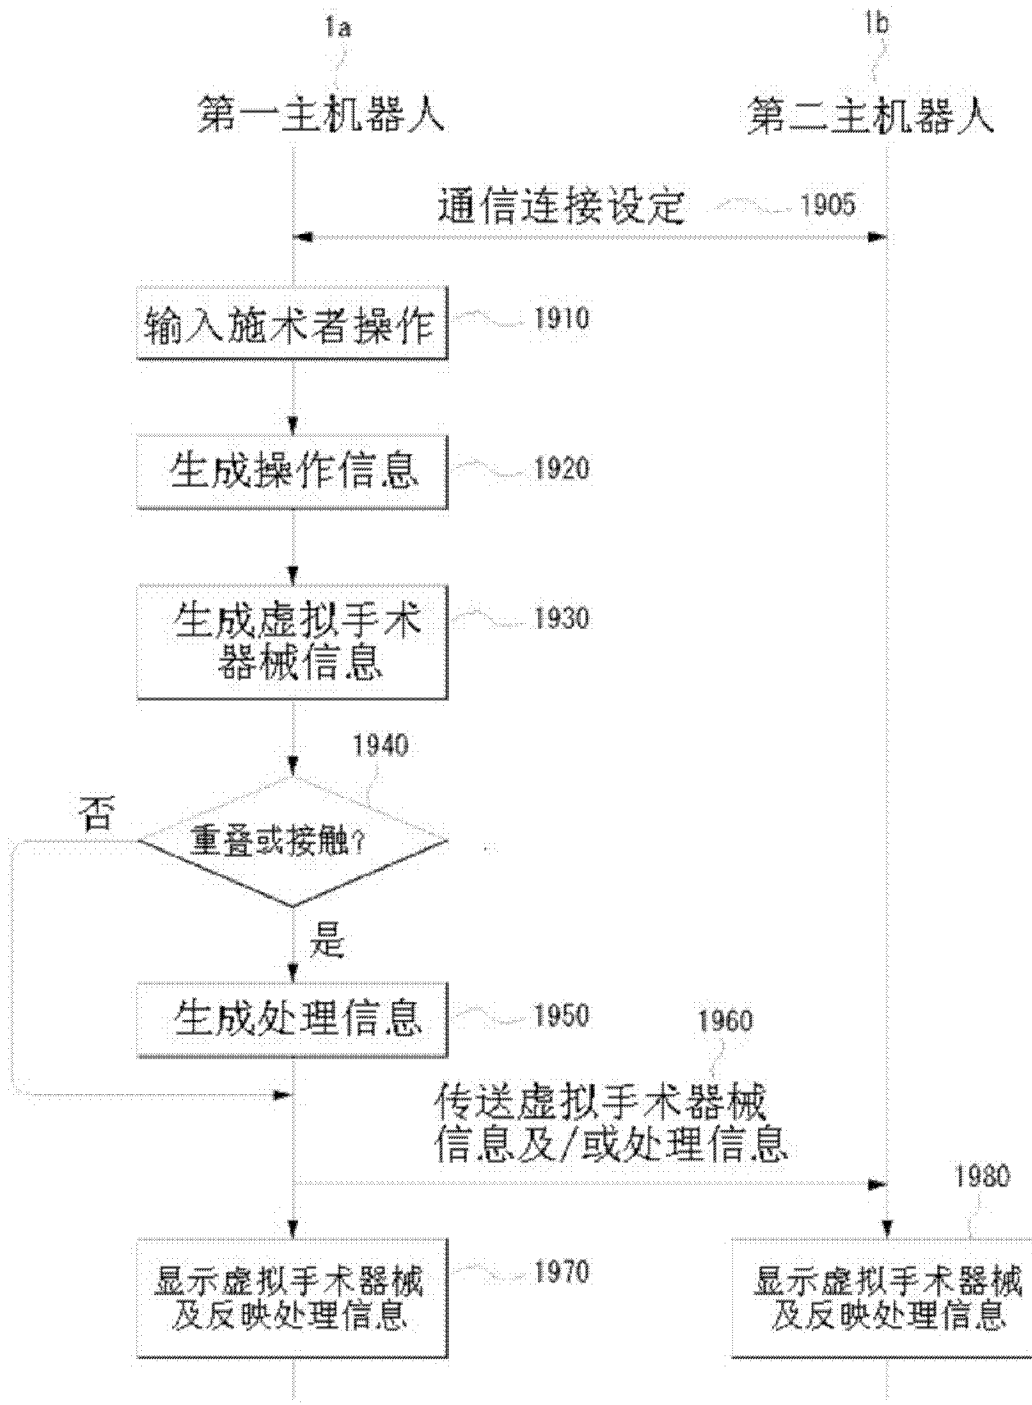 1a
1b
第一主机器人
第二主机器人
通信连接设定
1905
输入施术者操作
1910
生成操作信息
1920
生成虚拟手术
器械信息
1930
1940
否
重叠或接触?
是
生成处理信息
1950
1960
传送虚拟手术器械
信息及/或处理信息
1980
显示虚拟手术器械
及反映处理信息
1970
显示虚拟手术器械
及反映处理信息